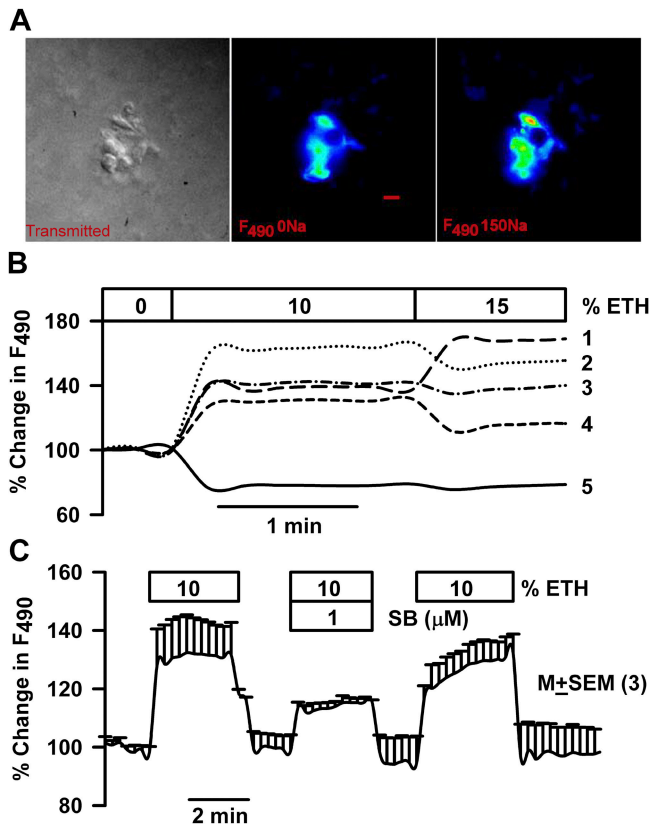 A
Transmitted
F490 0Na
F490 150Na
B
0 10 15 % ETH
180
140
100
60
% Change in F490
1
2
3
4
5
1 min
C
160
140
120
100
80
% Change in F490
10 10 10 % ETH
1 SB (μM)
M±SEM (3)
2 min